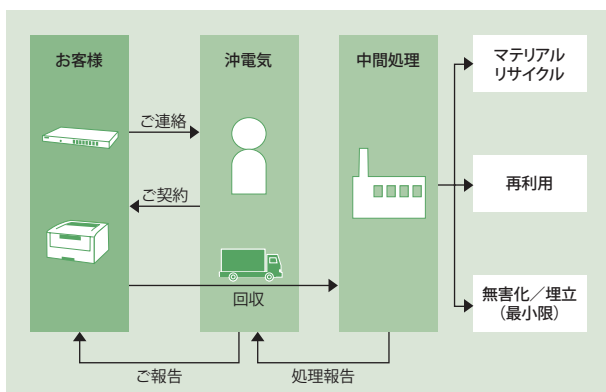 お客様
沖電気
中間処理
マテリアル
リサイクル
ご連絡
再利用
ご契約
回収
無害化／埋立
（最小限）
ご報告
処理報告